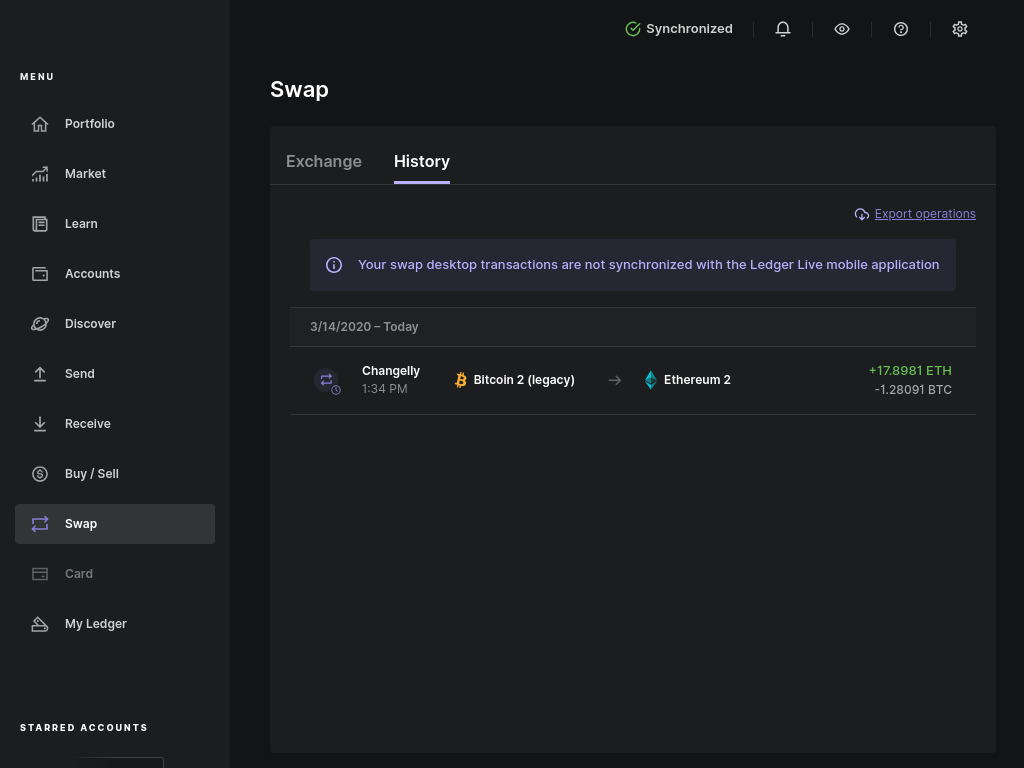 Synchronized
MENU
Portfolio
Market
Learn
Accounts
Discover
Send
Receive
Buy / Sell
Swap
Card
My Ledger
STARRED ACCOUNTS
Swap
Exchange
History
Export operations
Your swap desktop transactions are not synchronized with the Ledger Live mobile application
3/14/2020 – Today
Changelly
1:34 PM
Bitcoin 2 (legacy)
Ethereum 2
+17.8981 ETH
-1.28091 BTC